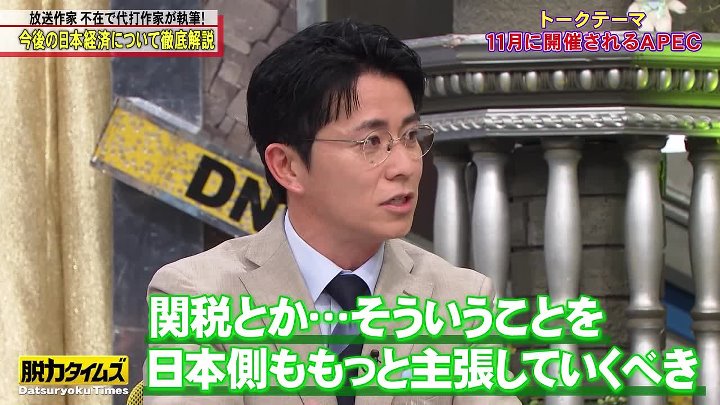 放送作家 不在で代打作家が執筆!
今後の日本経済について徹底解説
トークテーマ
11月に開催されるAPEC
DN
関税とか…そういうことを
日本側ももっと主張していくべき
脱力タイムズ
Datsuryoku Times